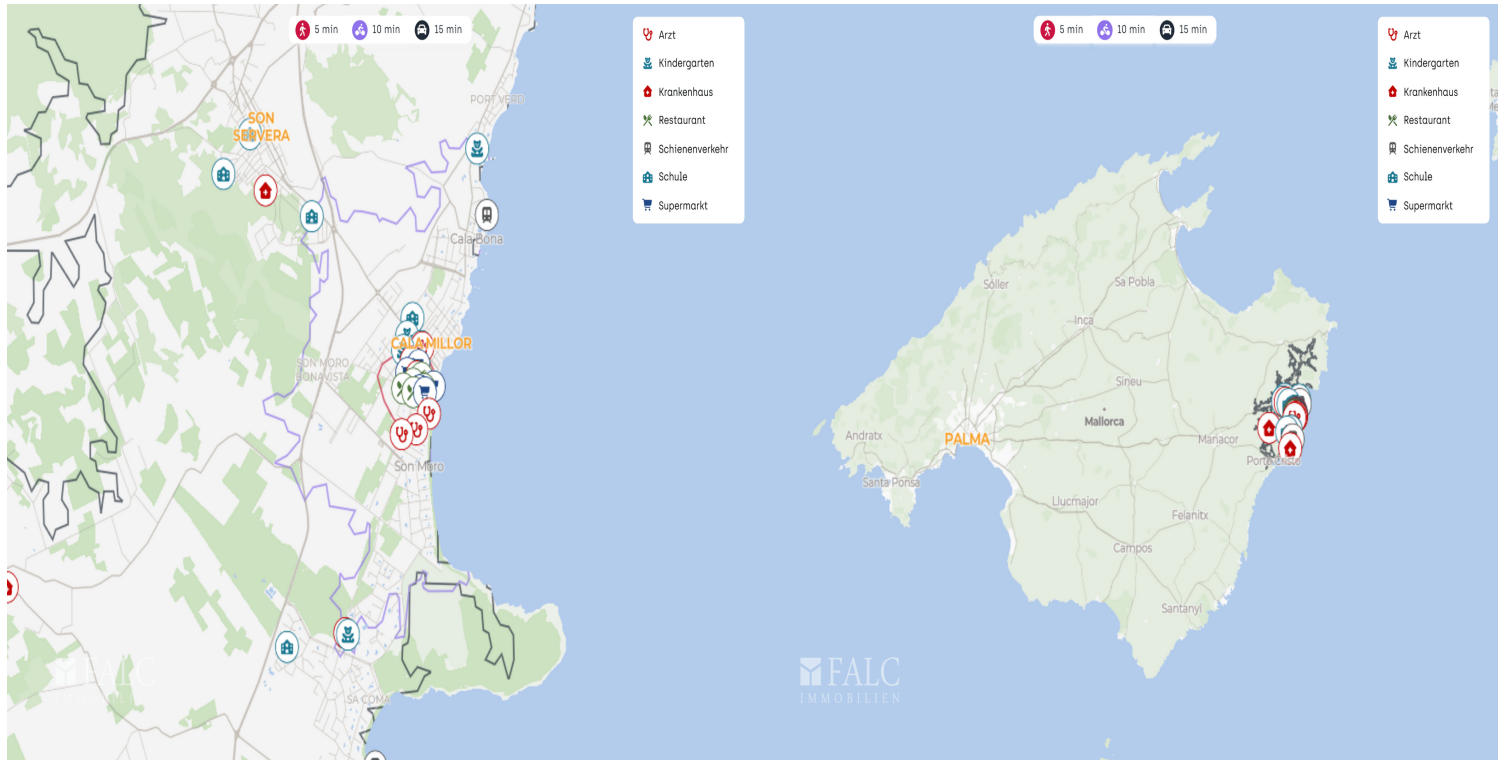 5 min 10 min 15 min
Arzt
Kindergarten
Krankenhaus
Restaurant
Schienenverkehr
Schule
Supermarkt
PORT VERD
SON
SERVERA
Cala Bona
CALA MILLOR
SON MORO
BONAVISTA
Son Moro
SA COMA
FALC
IMMOBILIEN
5 min 10 min 15 min
Arzt
Kindergarten
Krankenhaus
Restaurant
Schienenverkehr
Schule
Supermarkt
Sóller
Sa Pobla
Inca
Sineu
Mallorca
Andratx
PALMA
Manacor
Porto Cristo
Santa Ponsa
Llucmajor
Felanitx
Campos
Santanyí
FALC
IMMOBILIEN